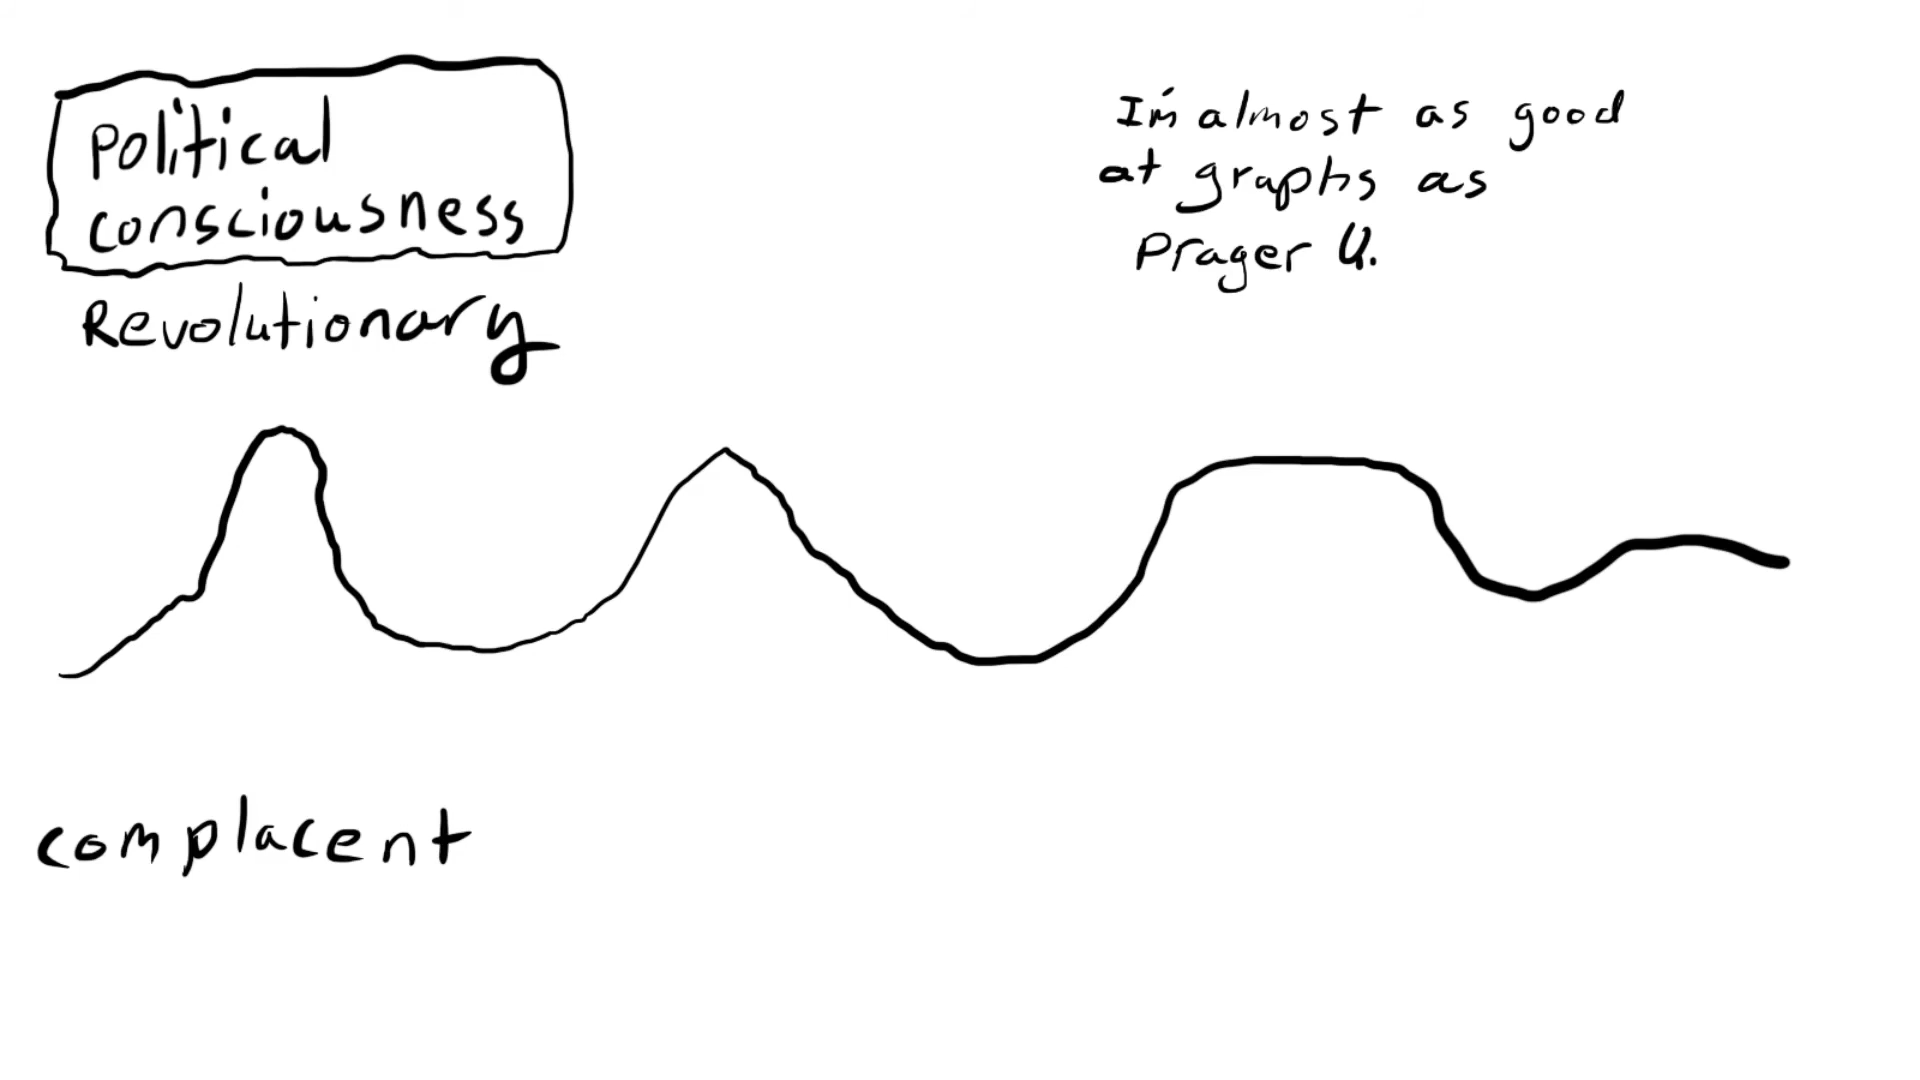 Political
consciousness
Revolutionary
I'm almost as good
at graphs as
Prager U.
complacent